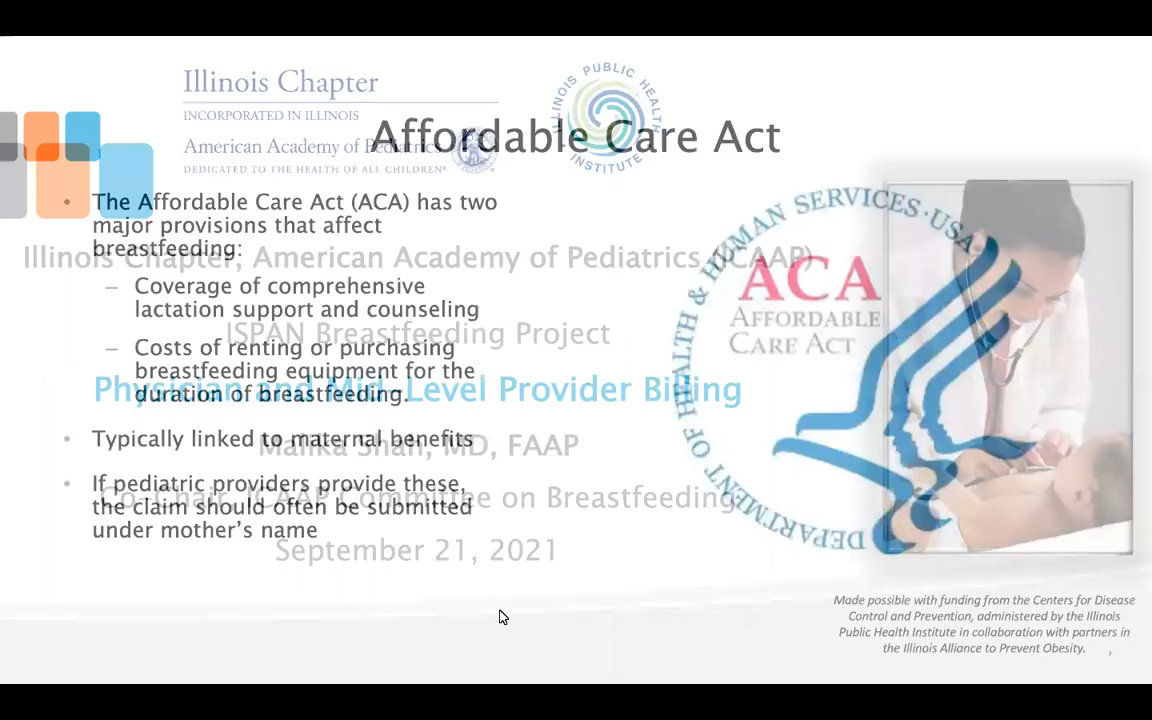 Illinois Chapter
INCORPORATED IN ILLINOIS
American Academy of Pediatrics
DEDICATED TO THE HEALTH OF ALL CHILDREN®
ILLINOIS PUBLIC HEALTH INSTITUTE
Affordable Care Act
• The Affordable Care Act (ACA) has two
major provisions that affect
breastfeeding:
– Coverage of comprehensive
lactation support and counseling
– Costs of renting or purchasing
breastfeeding equipment for the
duration of breastfeeding.
• Typically linked to maternal benefits
• If pediatric providers provide these,
the claim should often be submitted
under mother’s name
Illinois Chapter, American Academy of Pediatrics (ICAAP)
ISPAN Breastfeeding Project
Physician and Mid-Level Provider Billing
Malika Shah, MD, FAAP
Co-Chair, ICAAP Committee on Breastfeeding
September 21, 2021
DEPARTMENT OF HEALTH & HUMAN SERVICES · USA
ACA
AFFORDABLE
CARE ACT
Made possible with funding from the Centers for Disease
Control and Prevention, administered by the Illinois
Public Health Institute in collaboration with partners in
the Illinois Alliance to Prevent Obesity.